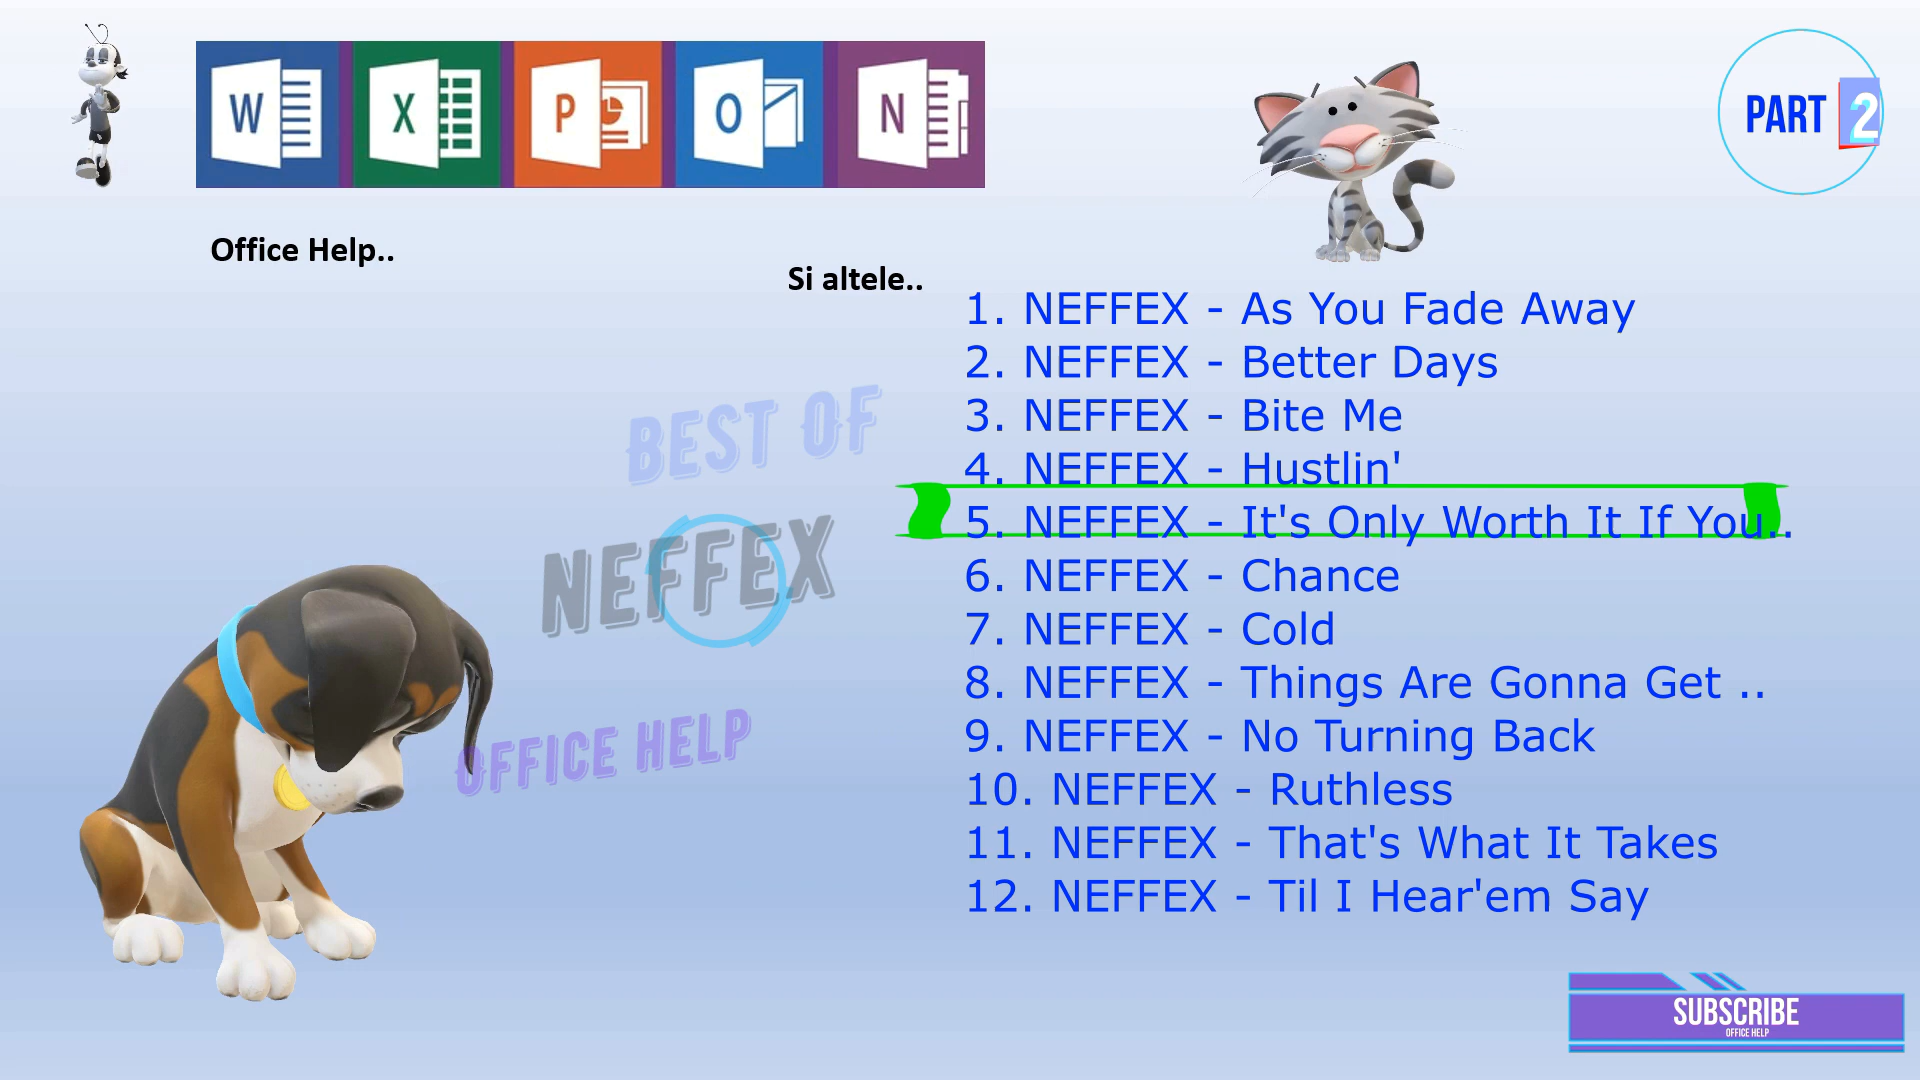 W X P O N
PART 2
Office Help..
Si altele..
1. NEFFEX - As You Fade Away
2. NEFFEX - Better Days
3. NEFFEX - Bite Me
4. NEFFEX - Hustlin'
5. NEFFEX - It's Only Worth It If You..
6. NEFFEX - Chance
7. NEFFEX - Cold
8. NEFFEX - Things Are Gonna Get ..
9. NEFFEX - No Turning Back
10. NEFFEX - Ruthless
11. NEFFEX - That's What It Takes
12. NEFFEX - Til I Hear'em Say
BEST OF
NEFFEX
OFFICE HELP
SUBSCRIBE
OFFICE HELP